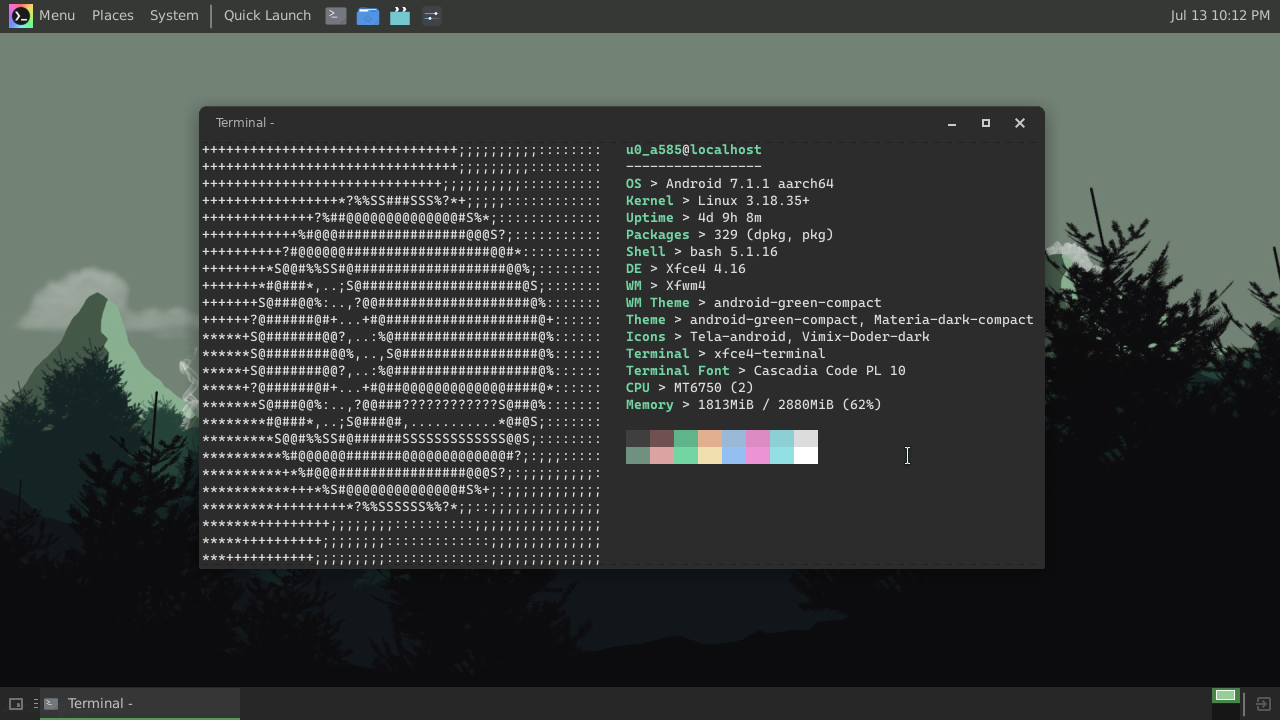 Menu Places System Quick Launch Jul 13 10:12 PM
Terminal -
u0_a585@localhost
-----------------
OS > Android 7.1.1 aarch64
Kernel > Linux 3.18.35+
Uptime > 4d 9h 8m
Packages > 329 (dpkg, pkg)
Shell > bash 5.1.16
DE > Xfce4 4.16
WM > Xfwm4
WM Theme > android-green-compact
Theme > android-green-compact, Materia-dark-compact
Icons > Tela-android, Vimix-Doder-dark
Terminal > xfce4-terminal
Terminal Font > Cascadia Code PL 10
CPU > MT6750 (2)
Memory > 1813MiB / 2880MiB (62%)
Terminal -